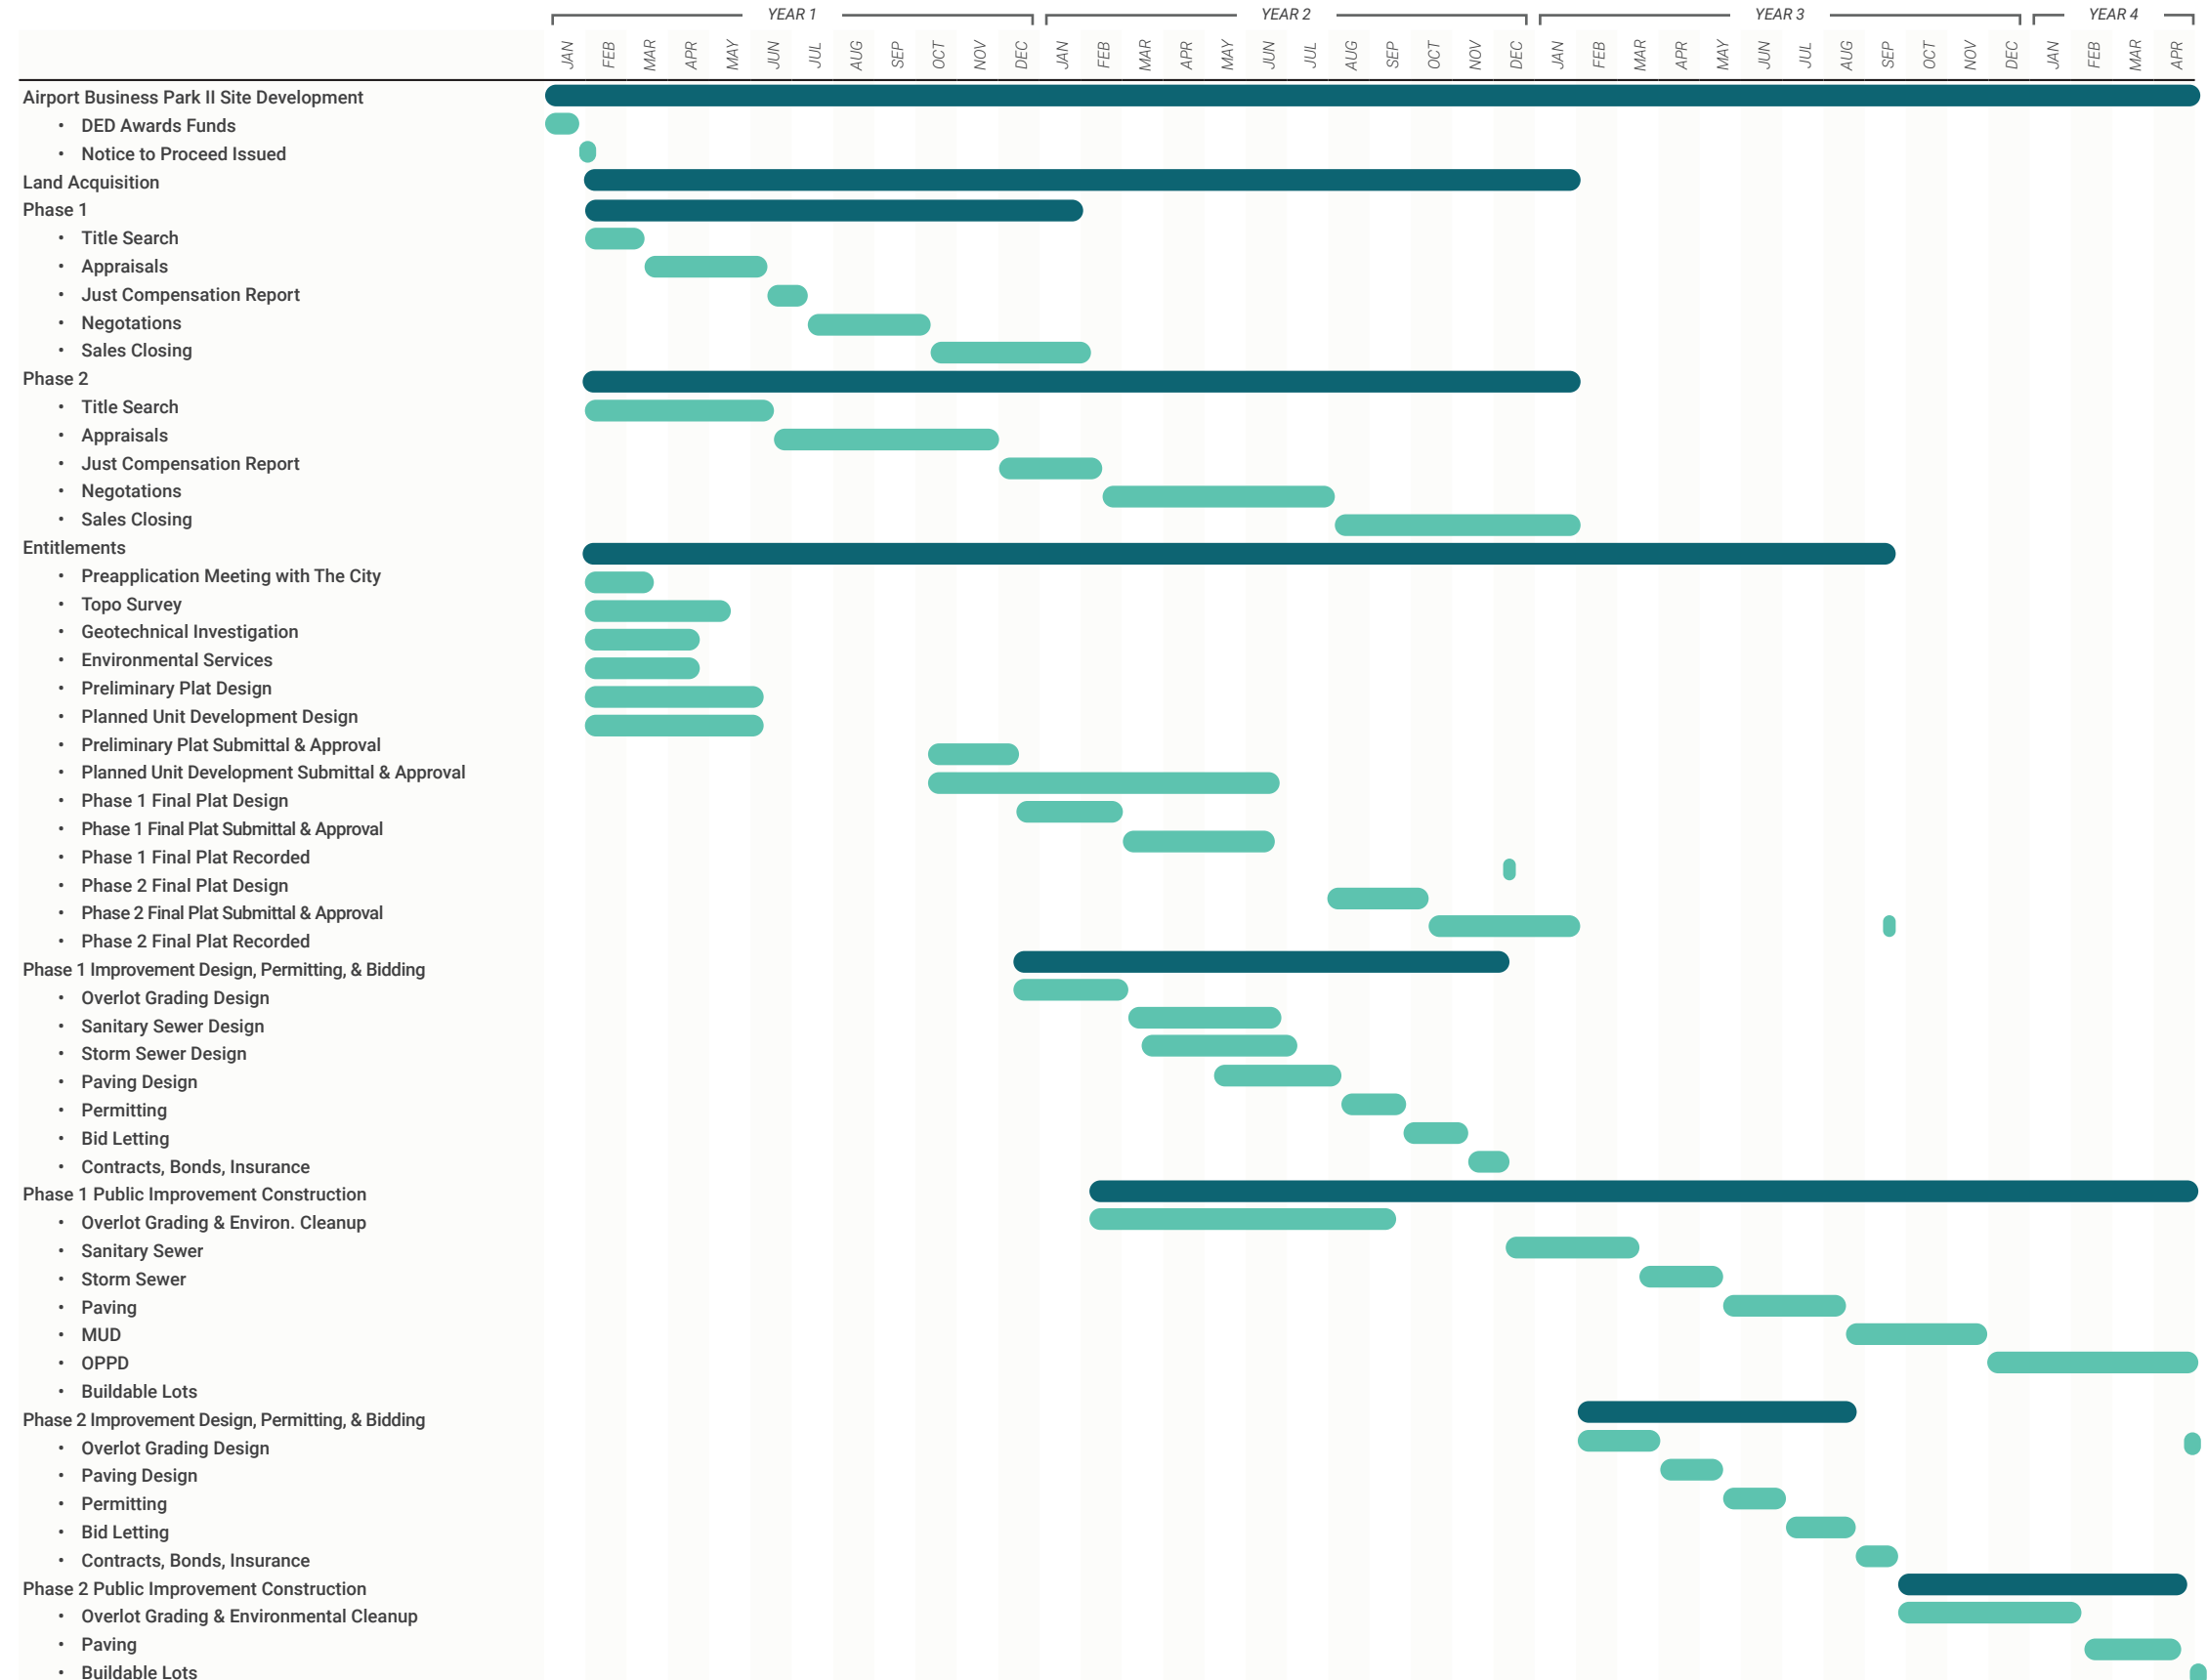 YEAR 1 YEAR 2 YEAR 3 YEAR 4
JAN FEB MAR APR MAY JUN JUL AUG SEP OCT NOV DEC JAN FEB MAR APR MAY JUN JUL AUG SEP OCT NOV DEC JAN FEB MAR APR MAY JUN JUL AUG SEP OCT NOV DEC JAN FEB MAR APR
Airport Business Park II Site Development
• DED Awards Funds
• Notice to Proceed Issued
Land Acquisition
Phase 1
• Title Search
• Appraisals
• Just Compensation Report
• Negotations
• Sales Closing
Phase 2
• Title Search
• Appraisals
• Just Compensation Report
• Negotations
• Sales Closing
Entitlements
• Preapplication Meeting with The City
• Topo Survey
• Geotechnical Investigation
• Environmental Services
• Preliminary Plat Design
• Planned Unit Development Design
• Preliminary Plat Submittal & Approval
• Planned Unit Development Submittal & Approval
• Phase 1 Final Plat Design
• Phase 1 Final Plat Submittal & Approval
• Phase 1 Final Plat Recorded
• Phase 2 Final Plat Design
• Phase 2 Final Plat Submittal & Approval
• Phase 2 Final Plat Recorded
Phase 1 Improvement Design, Permitting, & Bidding
• Overlot Grading Design
• Sanitary Sewer Design
• Storm Sewer Design
• Paving Design
• Permitting
• Bid Letting
• Contracts, Bonds, Insurance
Phase 1 Public Improvement Construction
• Overlot Grading & Environ. Cleanup
• Sanitary Sewer
• Storm Sewer
• Paving
• MUD
• OPPD
• Buildable Lots
Phase 2 Improvement Design, Permitting, & Bidding
• Overlot Grading Design
• Paving Design
• Permitting
• Bid Letting
• Contracts, Bonds, Insurance
Phase 2 Public Improvement Construction
• Overlot Grading & Environmental Cleanup
• Paving
• Buildable Lots